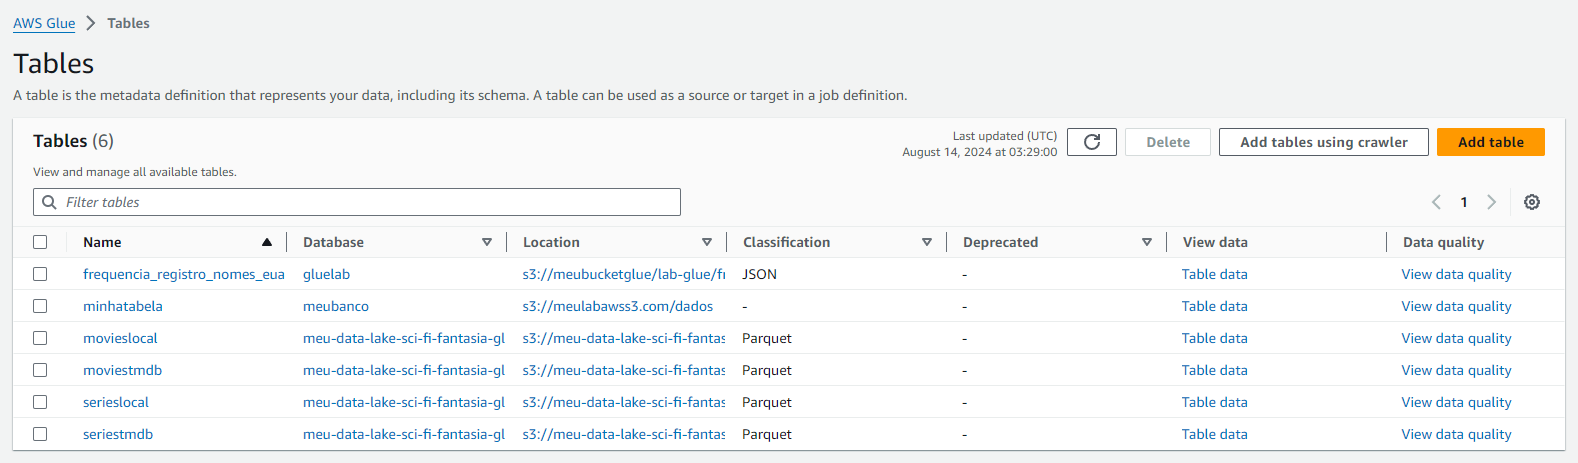 AWS Glue > Tables
Tables
A table is the metadata definition that represents your data, including its schema. A table can be used as a source or target in a job definition.
Tables (6)
Last updated (UTC)
August 14, 2024 at 03:29:00
Delete
Add tables using crawler
Add table
View and manage all available tables.
Filter tables
1
Name Database Location Classification Deprecated View data Data quality
frequencia_registro_nomes_eua gluelab s3://meubucketglue/lab-glue/fr JSON - Table data View data quality
minhatabela meubanco s3://meulabawss3.com/dados - - Table data View data quality
movieslocal meu-data-lake-sci-fi-fantasia-gl s3://meu-data-lake-sci-fi-fantas Parquet - Table data View data quality
moviestmdb meu-data-lake-sci-fi-fantasia-gl s3://meu-data-lake-sci-fi-fantas Parquet - Table data View data quality
serieslocal meu-data-lake-sci-fi-fantasia-gl s3://meu-data-lake-sci-fi-fantas Parquet - Table data View data quality
seriestmdb meu-data-lake-sci-fi-fantasia-gl s3://meu-data-lake-sci-fi-fantas Parquet - Table data View data quality